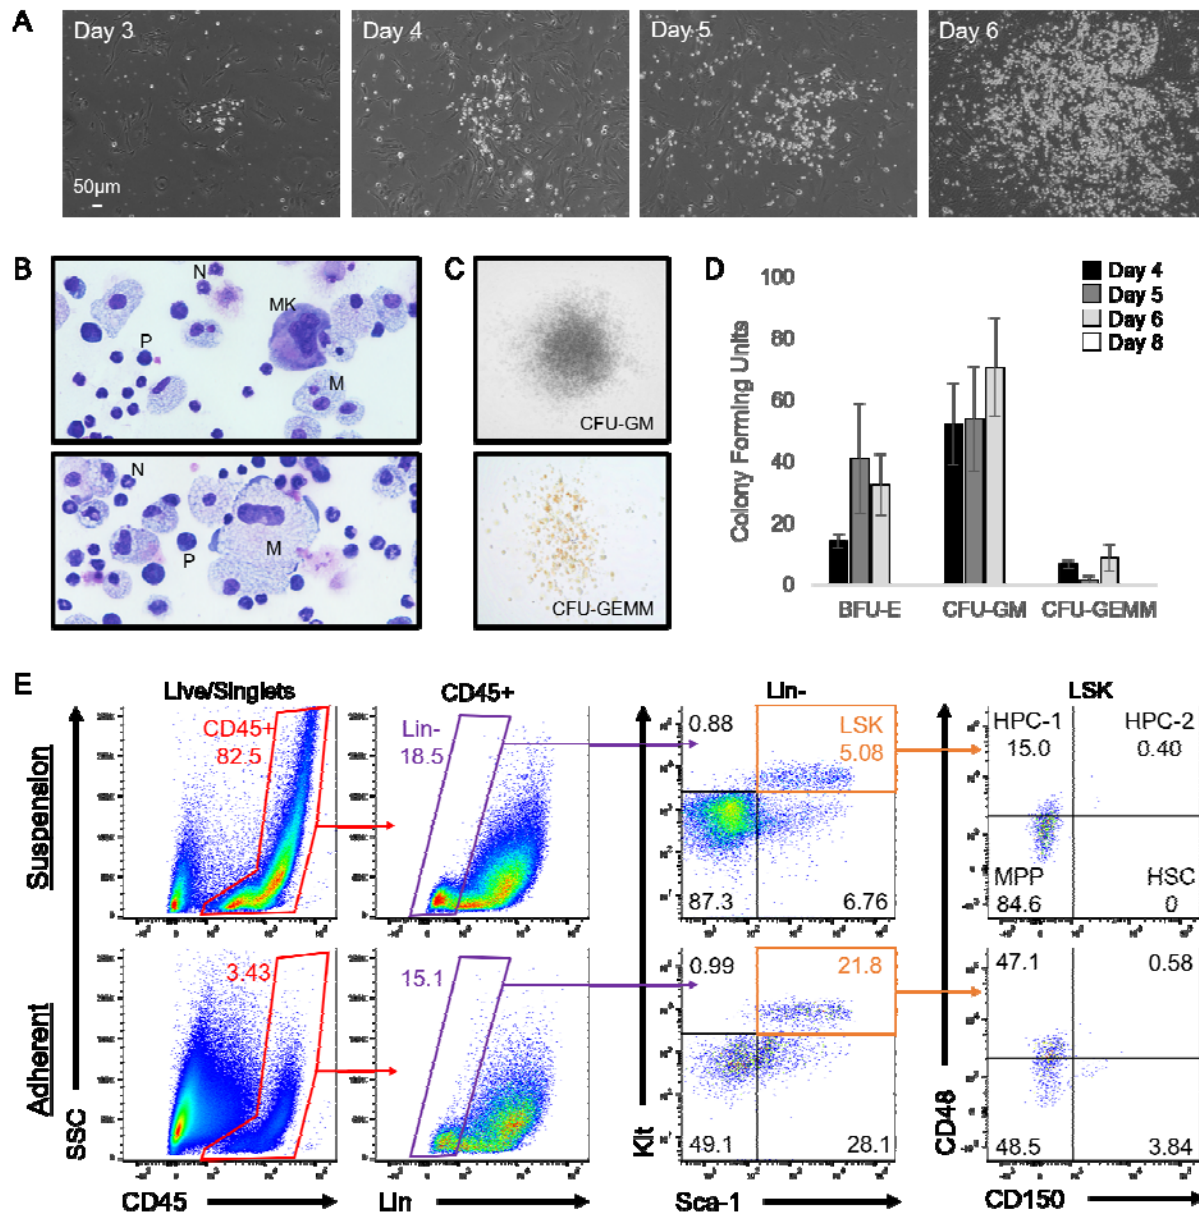 A
Day 3
Day 4
Day 5
Day 6
50µm
B
N
MK
P
M
N
P
M
C
CFU-GM
CFU-GEMM
D
100
80
60
40
20
0
Colony Forming Units
Day 4
Day 5
Day 6
Day 8
BFU-E
CFU-GM
CFU-GEMM
E
Live/Singlets
CD45+
Lin-
LSK
Suspension
CD45+
82.5
Lin-
18.5
0.88
LSK
5.08
87.3
6.76
HPC-1
15.0
HPC-2
0.40
MPP
84.6
HSC
0
Adherent
3.43
15.1
0.99
21.8
49.1
28.1
47.1
0.58
48.5
3.84
SSC
Kit
CD48
CD45
Lin
Sca-1
CD150